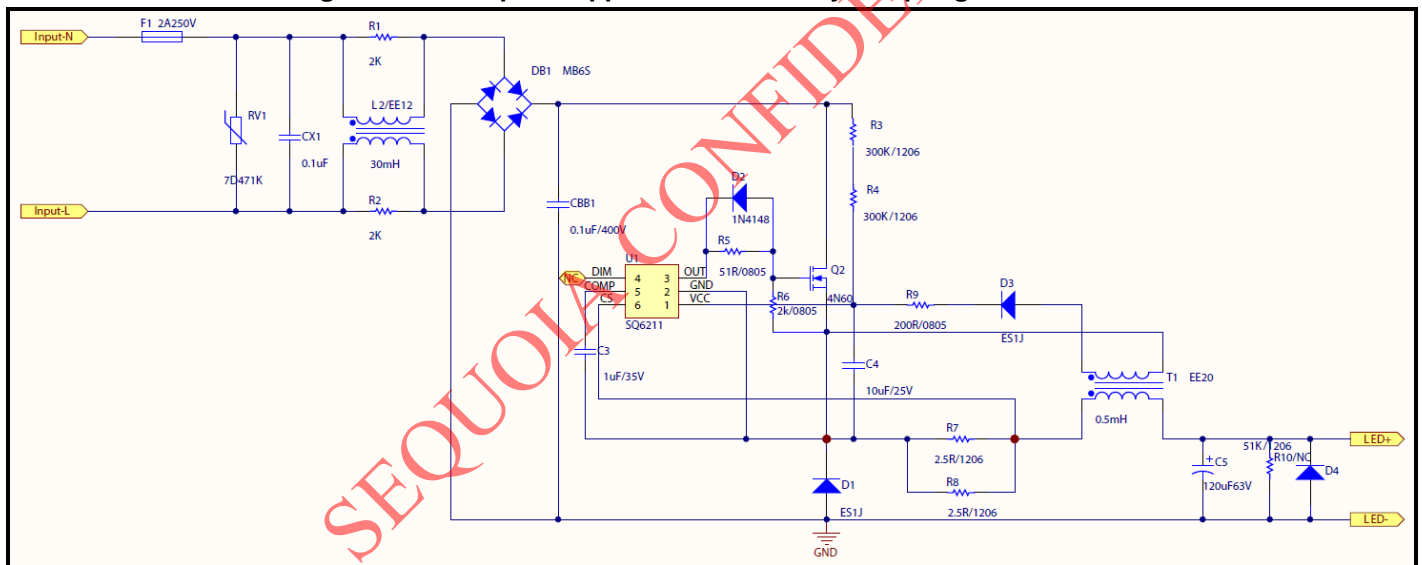 F1 2A250V
Input-N
R1
2K
DB1 MB6S
RV1
7D471K
CX1
0.1uF
L2/EE12
30mH
Input-L
R2
2K
CBB1
0.1uF/400V
R3
300K/1206
R4
300K/1206
D2
1N4148
R5
51R/0805
U1
NC
DIM 4 3 OUT
COMP 5 2 GND
CS 6 1 VCC
SQ6211
Q2
4N60
R6
2k/0805
R9
200R/0805
D3
ES1J
C3
1uF/35V
C4
10uF/25V
T1 EE20
0.5mH
R7
2.5R/1206
R8
2.5R/1206
D1
ES1J
GND
C5
120uF63V
51K/1206
R10/NC
D4
LED+
LED-